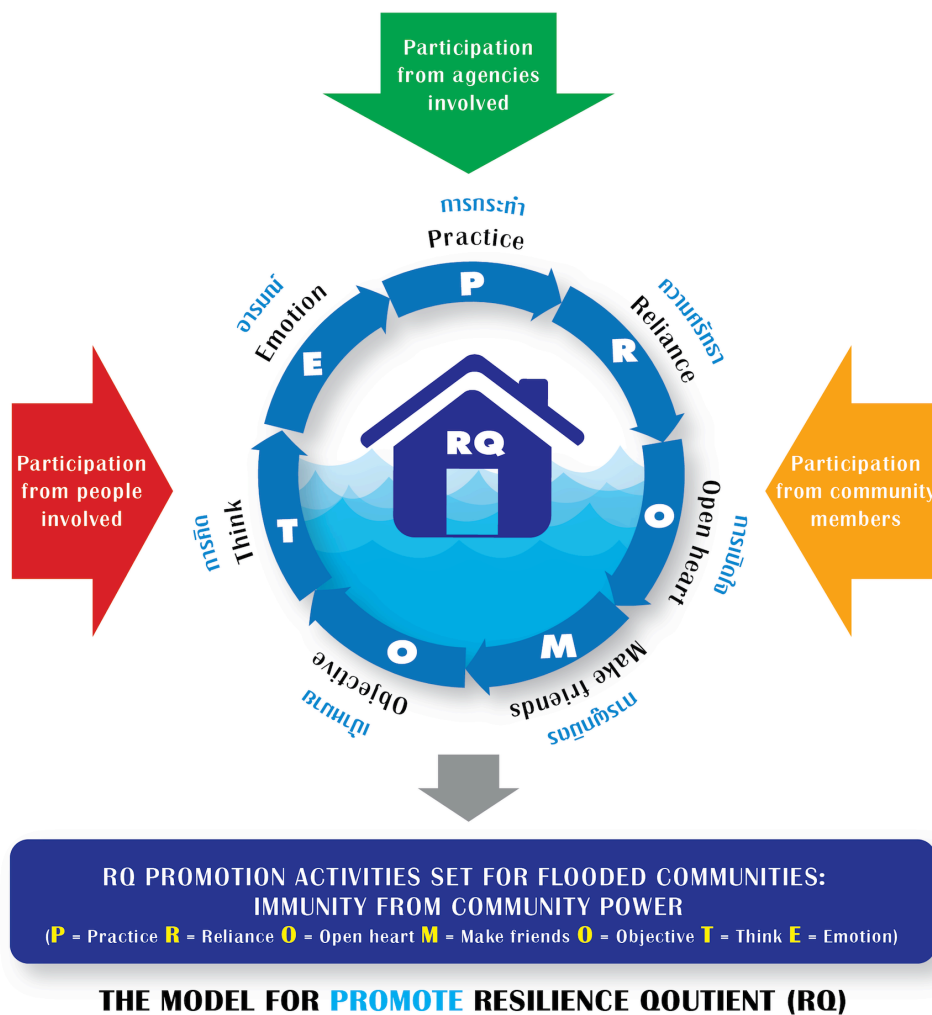 Participation
from agencies
involved
การกระทำ
Practice
P
ความศรัทธา
Reliance
R
การเปิดใจ
Open heart
O
การผูกมิตร
Make friends
M
เป้าหมาย
Objective
O
การคิด
Think
T
อารมณ์
Emotion
E
RQ
Participation
from people
involved
Participation
from community
members
RQ PROMOTION ACTIVITIES SET FOR FLOODED COMMUNITIES:
IMMUNITY FROM COMMUNITY POWER
(P = Practice R = Reliance O = Open heart M = Make friends O = Objective T = Think E = Emotion)
THE MODEL FOR PROMOTE RESILIENCE QOUTIENT (RQ)